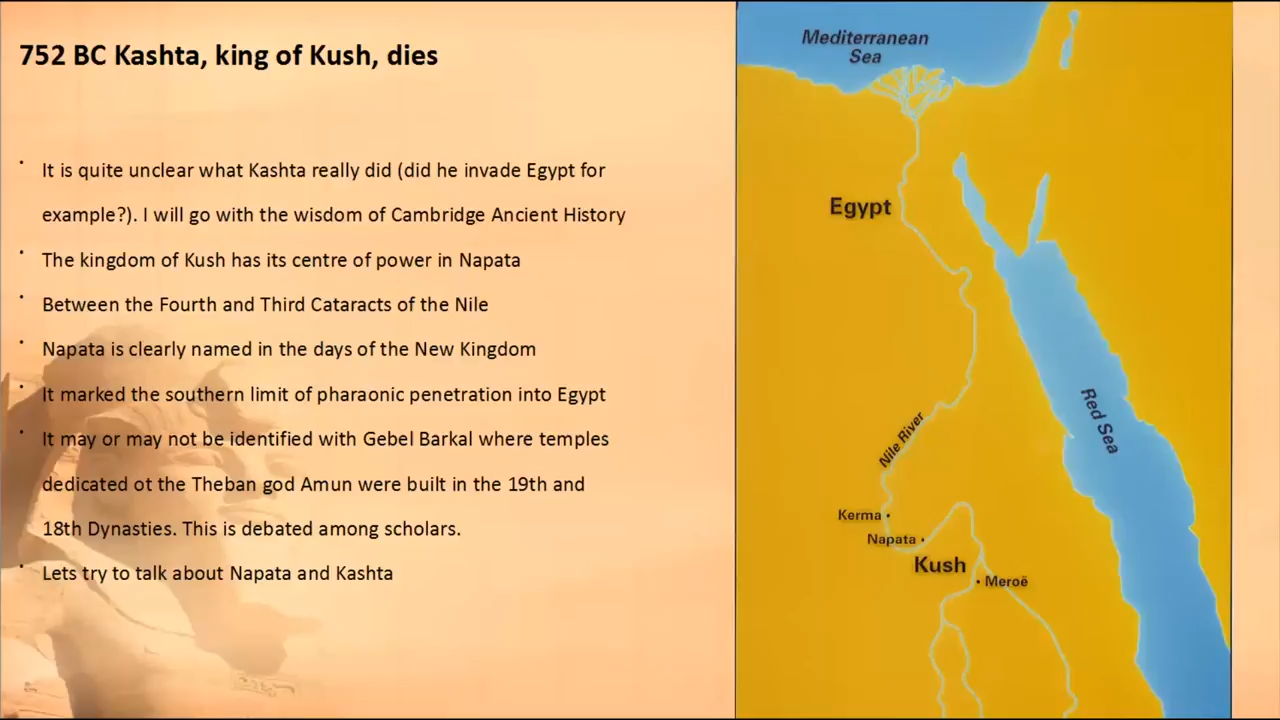 752 BC Kashta, king of Kush, dies
• It is quite unclear what Kashta really did (did he invade Egypt for
example?). I will go with the wisdom of Cambridge Ancient History
• The kingdom of Kush has its centre of power in Napata
• Between the Fourth and Third Cataracts of the Nile
• Napata is clearly named in the days of the New Kingdom
• It marked the southern limit of pharaonic penetration into Egypt
• It may or may not be identified with Gebel Barkal where temples
dedicated ot the Theban god Amun were built in the 19th and
18th Dynasties. This is debated among scholars.
• Lets try to talk about Napata and Kashta
Mediterranean
Sea
Egypt
Red Sea
Nile River
Kerma
Napata
Kush
Meroë